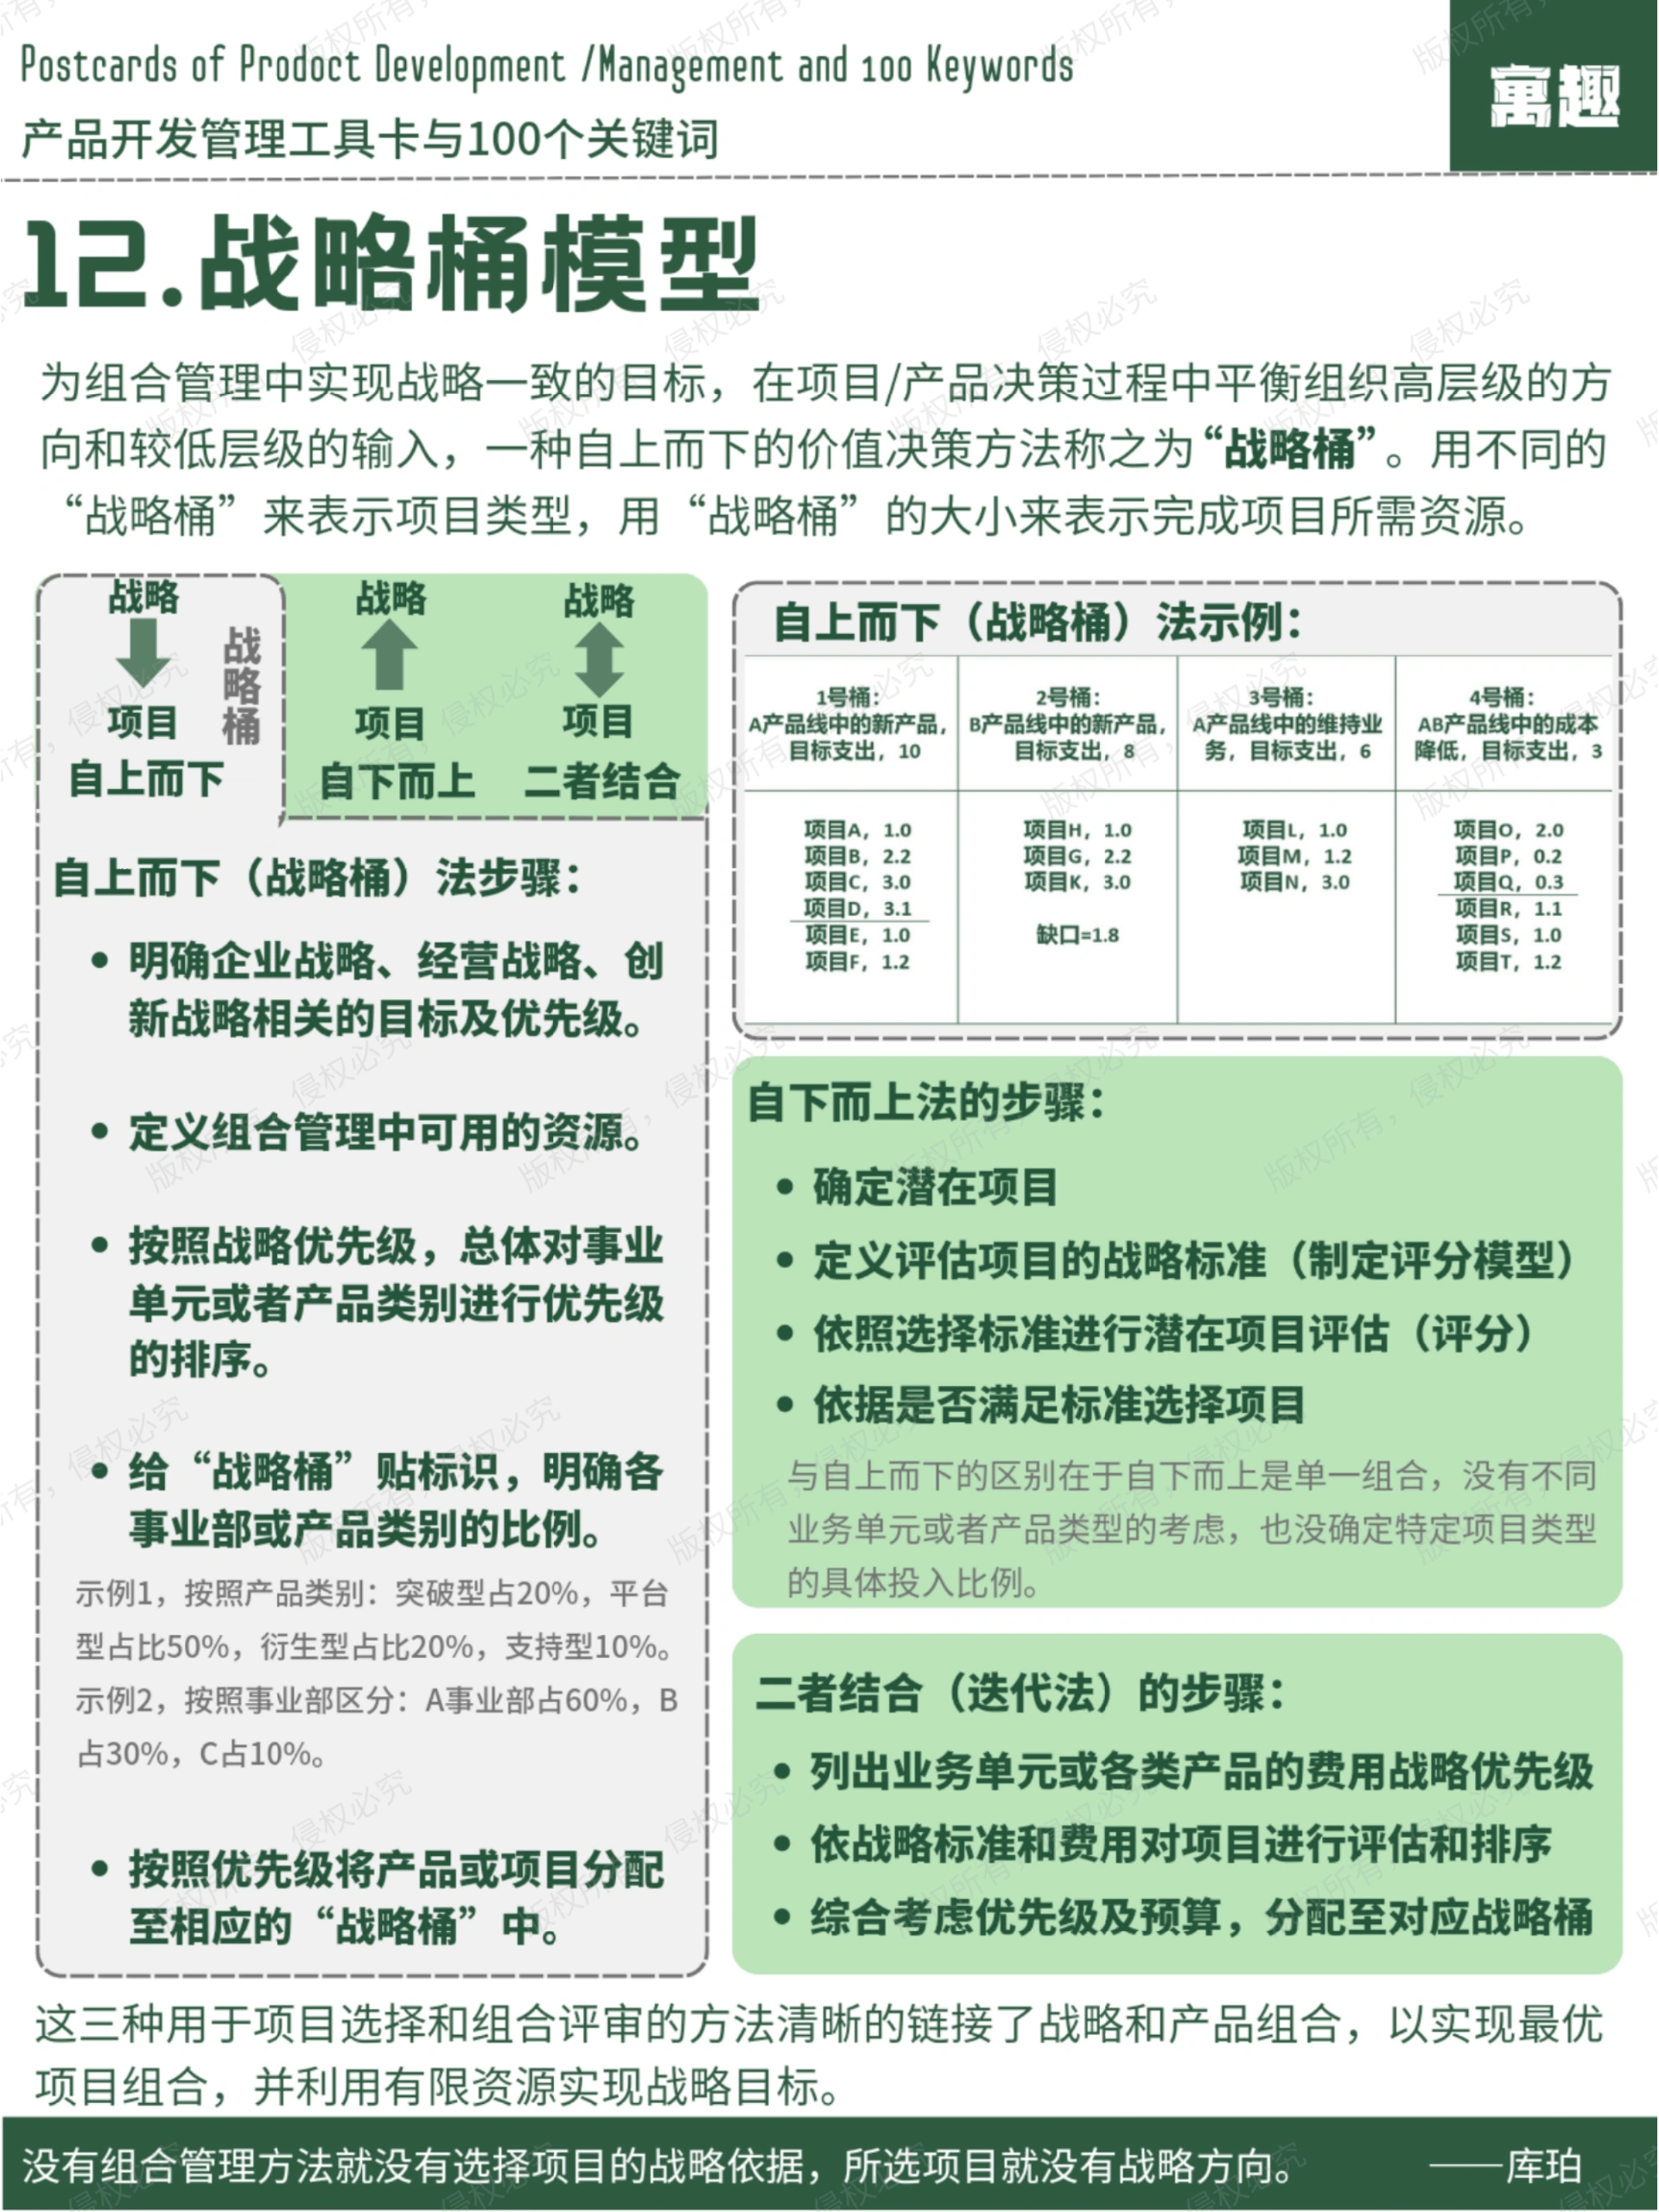 Postcards of Prodoct Development /Management and 100 Keywords
产品开发管理工具卡与100个关键词
寓趣
12.战略桶模型
为组合管理中实现战略一致的目标，在项目/产品决策过程中平衡组织高层级的方
向和较低层级的输入，一种自上而下的价值决策方法称之为“战略桶”。用不同的
“战略桶”来表示项目类型，用“战略桶”的大小来表示完成项目所需资源。
战略
项目
自上而下
战略桶
战略
项目
自下而上
战略
项目
二者结合
自上而下（战略桶）法步骤：
• 明确企业战略、经营战略、创
新战略相关的目标及优先级。
• 定义组合管理中可用的资源。
• 按照战略优先级，总体对事业
单元或者产品类别进行优先级
的排序。
• 给“战略桶”贴标识，明确各
事业部或产品类别的比例。
示例1，按照产品类别：突破型占20%，平台
型占比50%，衍生型占比20%，支持型10%。
示例2，按照事业部区分：A事业部占60%，B
占30%，C占10%。
• 按照优先级将产品或项目分配
至相应的“战略桶”中。
自上而下（战略桶）法示例：
1号桶：
A产品线中的新产品，
目标支出，10
2号桶：
B产品线中的新产品，
目标支出，8
3号桶：
A产品线中的维持业
务，目标支出，6
4号桶：
AB产品线中的成本
降低，目标支出，3
项目A，1.0
项目B，2.2
项目C，3.0
项目D，3.1
项目E，1.0
项目F，1.2
项目H，1.0
项目G，2.2
项目K，3.0
缺口=1.8
项目L，1.0
项目M，1.2
项目N，3.0
项目O，2.0
项目P，0.2
项目Q，0.3
项目R，1.1
项目S，1.0
项目T，1.2
自下而上法的步骤：
• 确定潜在项目
• 定义评估项目的战略标准（制定评分模型）
• 依照选择标准进行潜在项目评估（评分）
• 依据是否满足标准选择项目
与自上而下的区别在于自下而上是单一组合，没有不同
业务单元或者产品类型的考虑，也没确定特定项目类型
的具体投入比例。
二者结合（迭代法）的步骤：
• 列出业务单元或各类产品的费用战略优先级
• 依战略标准和费用对项目进行评估和排序
• 综合考虑优先级及预算，分配至对应战略桶
这三种用于项目选择和组合评审的方法清晰的链接了战略和产品组合，以实现最优
项目组合，并利用有限资源实现战略目标。
没有组合管理方法就没有选择项目的战略依据，所选项目就没有战略方向。 ——库珀
版权所有，侵权必究